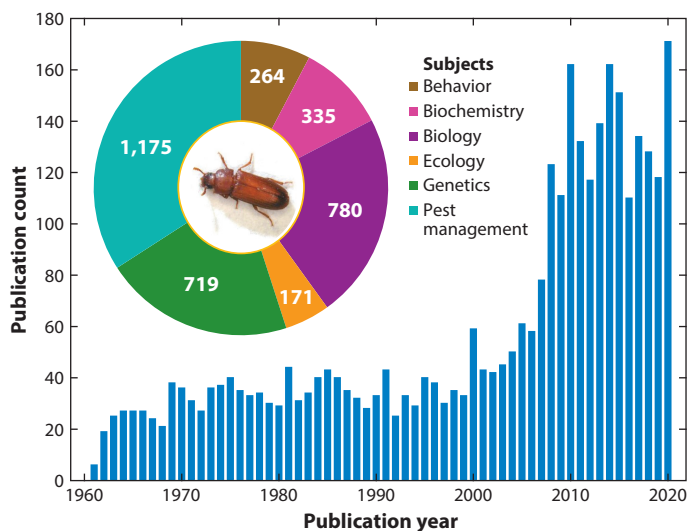 180
160
140
120
100
80
60
40
20
0
Publication count
1960
1970
1980
1990
2000
2010
2020
Publication year
264
335
780
171
719
1,175
Subjects
Behavior
Biochemistry
Biology
Ecology
Genetics
Pest
management